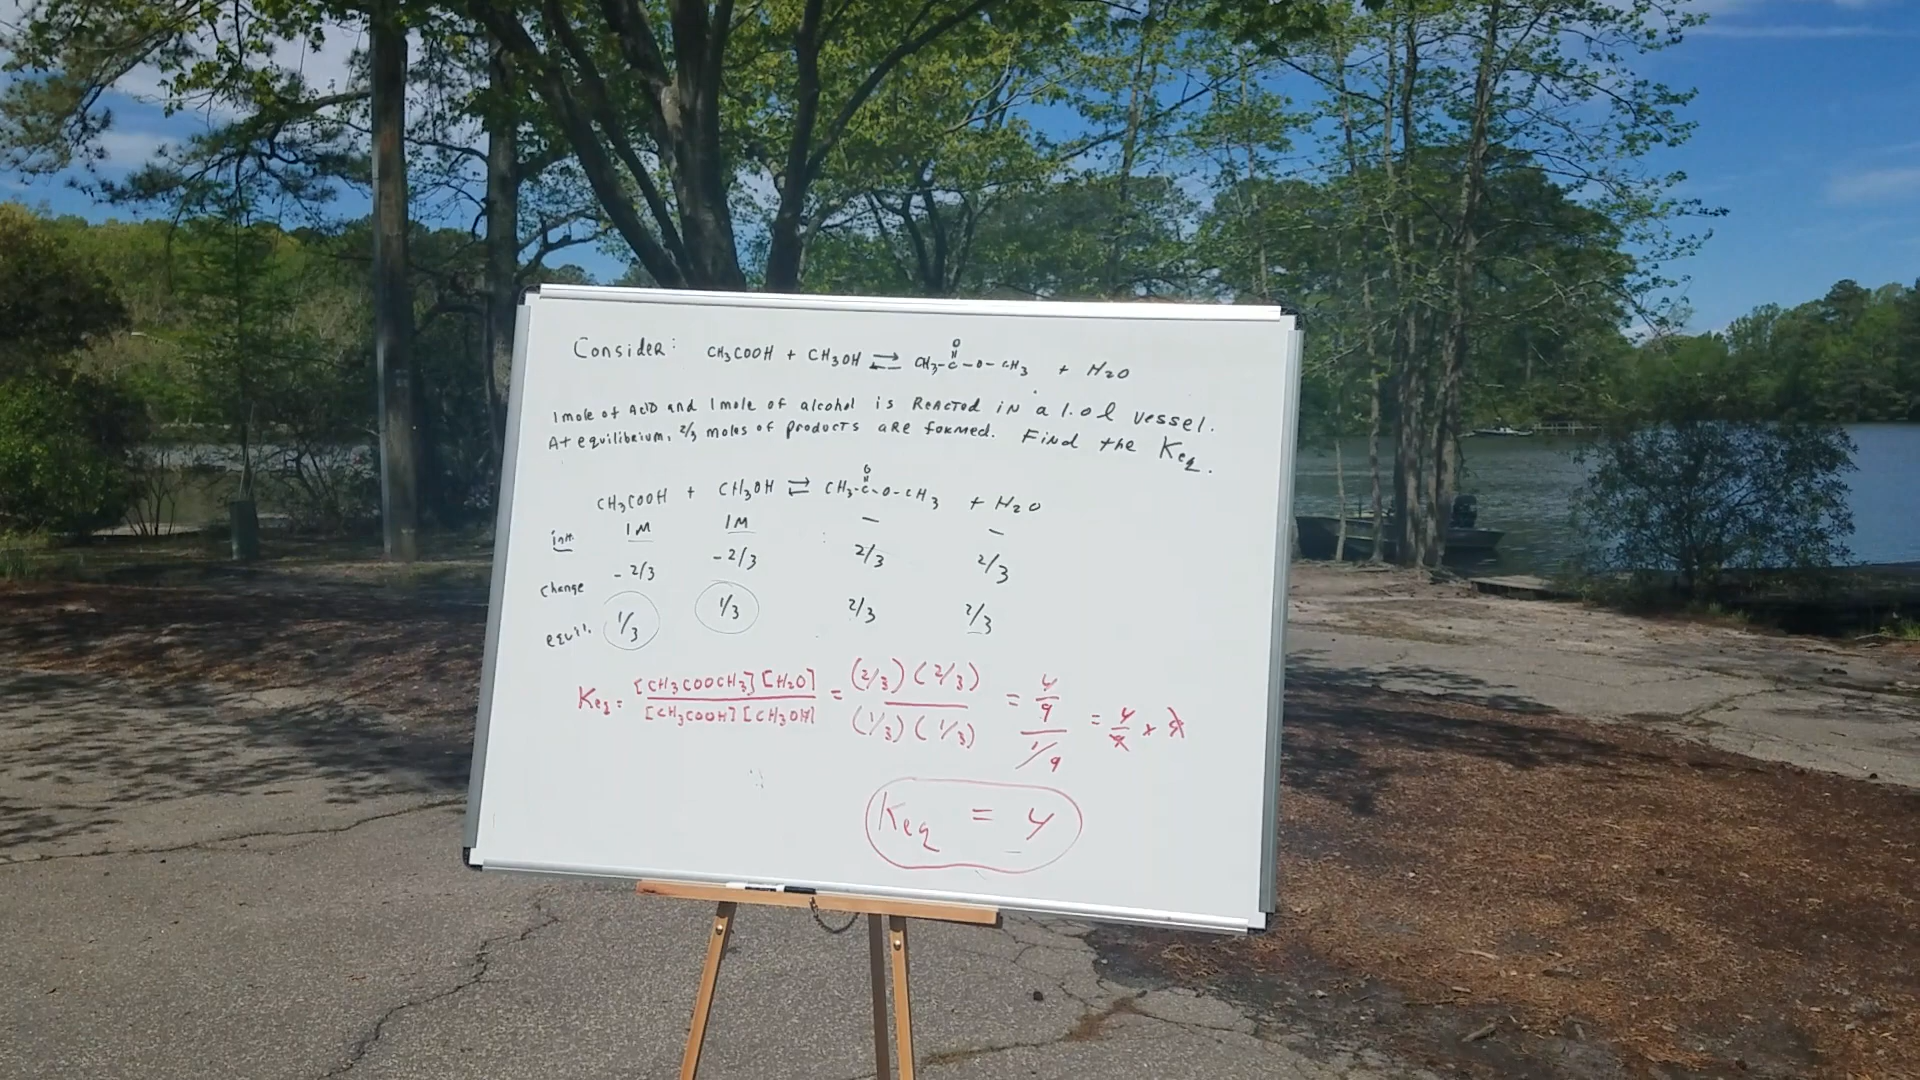 Consider: CH3COOH + CH3OH ⇌ CH3-C(=O)-O-CH3 + H2O
1 mole of Acid and 1 mole of alcohol is Reacted in a 1.0 l vessel.
At equilibrium, 2/3 moles of products are formed. Find the Keq.
CH3COOH + CH3OH ⇌ CH3-C(=O)-O-CH3 + H2O
init. 1M 1M — —
change -2/3 -2/3 2/3 2/3
equil. 1/3 1/3 2/3 2/3
Keq = [CH3COOCH3][H2O] / [CH3COOH][CH3OH] = (2/3)(2/3) / (1/3)(1/3) = 4/9 / 1/9 = 4/9 x 9
Keq = 4